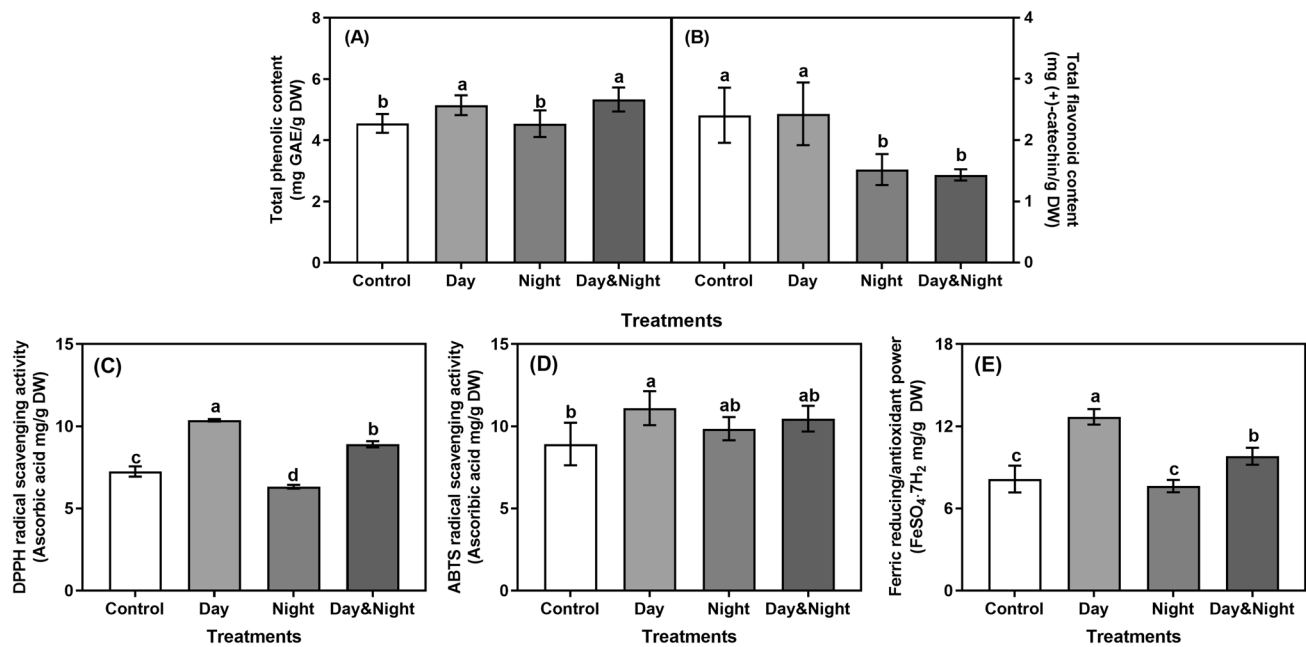 (A)
Total phenolic content
(mg GAE/g DW)
8
6
4
2
0
b
a
b
a
Control
Day
Night
Day&Night
(B)
Total flavonoid content
(mg (+)-catechin/g DW)
4
3
2
1
0
a
a
b
b
Control
Day
Night
Day&Night
Treatments
(C)
DPPH radical scavenging activity
(Ascorbic acid mg/g DW)
15
10
5
0
c
a
d
b
Control
Day
Night
Day&Night
Treatments
(D)
ABTS radical scavenging activity
(Ascoribic acid mg/g DW)
15
10
5
0
b
a
ab
ab
Control
Day
Night
Day&Night
Treatments
(E)
Ferric reducing/antioxidant power
(FeSO₄·7H₂ mg/g DW)
18
12
6
0
c
a
c
b
Control
Day
Night
Day&Night
Treatments